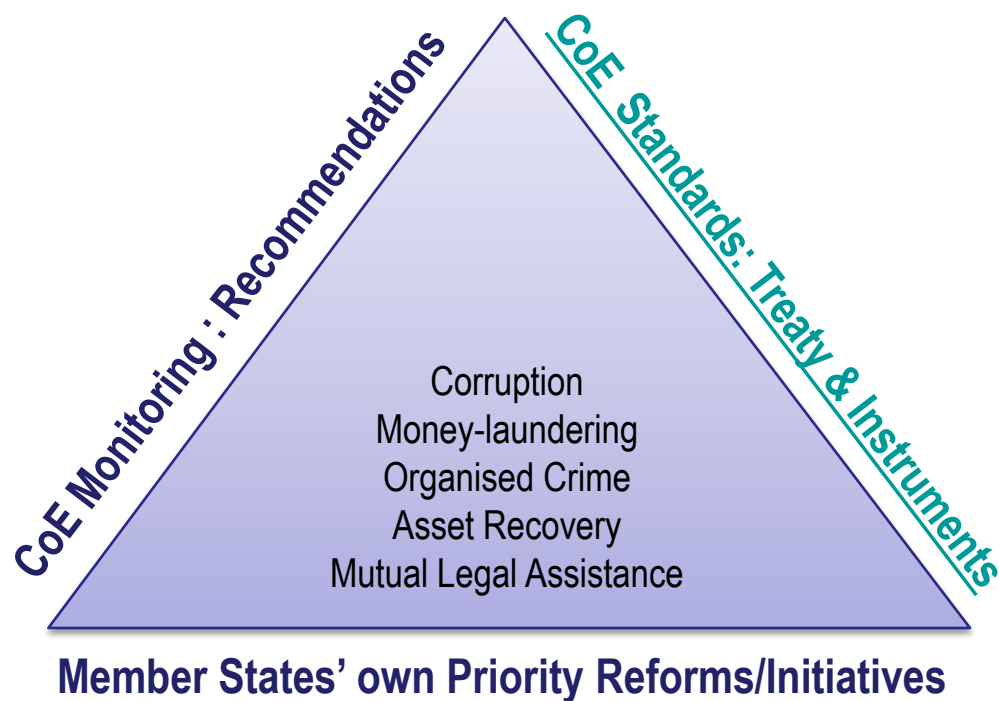 CoE Monitoring : Recommendations
CoE Standards: Treaty & Instruments
Corruption
Money-laundering
Organised Crime
Asset Recovery
Mutual Legal Assistance
Member States’ own Priority Reforms/Initiatives